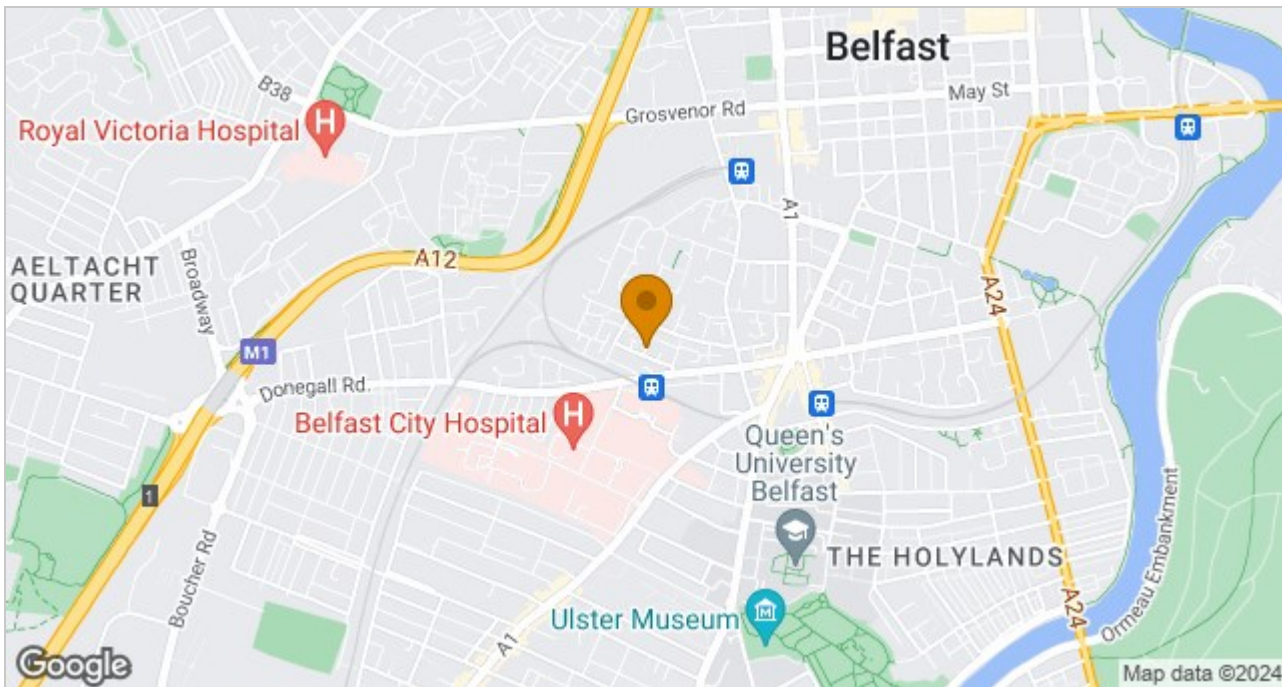 Belfast
B38
May St
Grosvenor Rd
Royal Victoria Hospital
H
A1
A12
AELTACHT
QUARTER
Broadway
A24
M1
Donegall Rd.
Belfast City Hospital
H
Queen's
University
Belfast
1
THE HOLYLANDS
Boucher Rd
Ormeau Embankment
Ulster Museum
M
A1
A24
Google
Map data ©2024